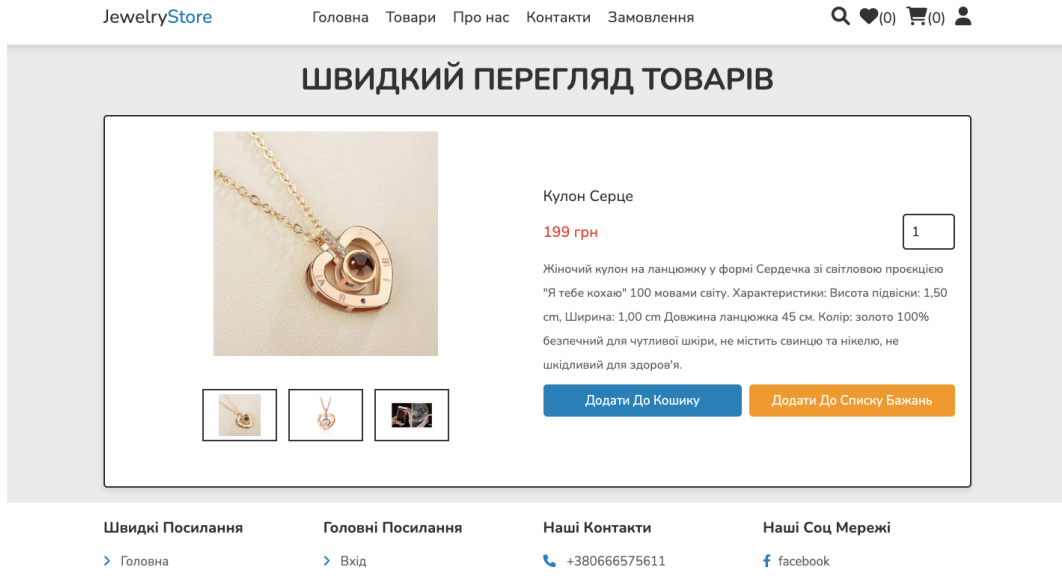 JewelryStore Головна Товари Про нас Контакти Замовлення (0) (0)
ШВИДКИЙ ПЕРЕГЛЯД ТОВАРІВ
Кулон Серце
199 грн 1
Жіночий кулон на ланцюжку у формі Сердечка зі світловою проєкцією
"Я тебе кохаю" 100 мовами світу. Характеристики: Висота підвіски: 1,50
cm, Ширина: 1,00 cm Довжина ланцюжка 45 см. Колір: золото 100%
безпечний для чутливої шкіри, не містить свинцю та нікелю, не
шкідливий для здоров'я.
Додати До Кошику Додати До Списку Бажань
Швидкі Посилання Головні Посилання Наші Контакти Наші Соц Мережі
Головна Вхід +380666575611 facebook